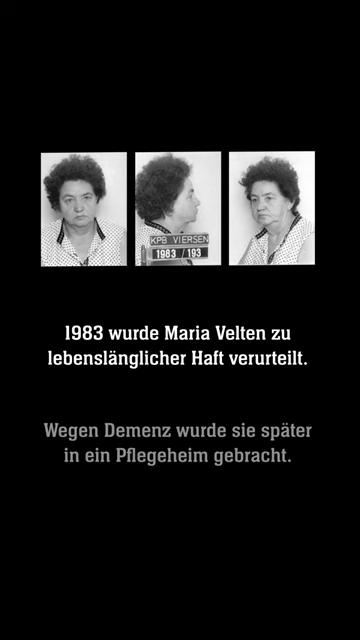 KPB VIERSEN
1983 / 193
1983 wurde Maria Velten zu
lebenslänglicher Haft verurteilt.
Wegen Demenz wurde sie später
in ein Pflegeheim gebracht.